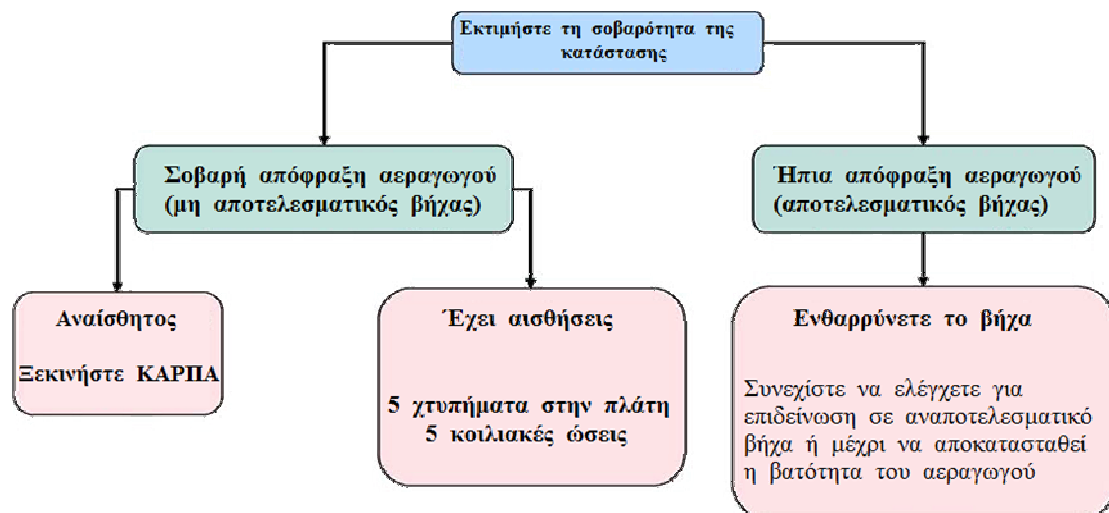 Εκτιμήστε τη σοβαρότητα της
κατάστασης
Σοβαρή απόφραξη αεραγωγού
(μη αποτελεσματικός βήχας)
Ήπια απόφραξη αεραγωγού
(αποτελεσματικός βήχας)
Αναίσθητος
Ξεκινήστε ΚΑΡΠΑ
Έχει αισθήσεις
5 χτυπήματα στην πλάτη
5 κοιλιακές ώσεις
Ενθαρρύνετε το βήχα
Συνεχίστε να ελέγχετε για
επιδείνωση σε αναποτελεσματικό
βήχα ή μέχρι να αποκατασταθεί
η βατότητα του αεραγωγού